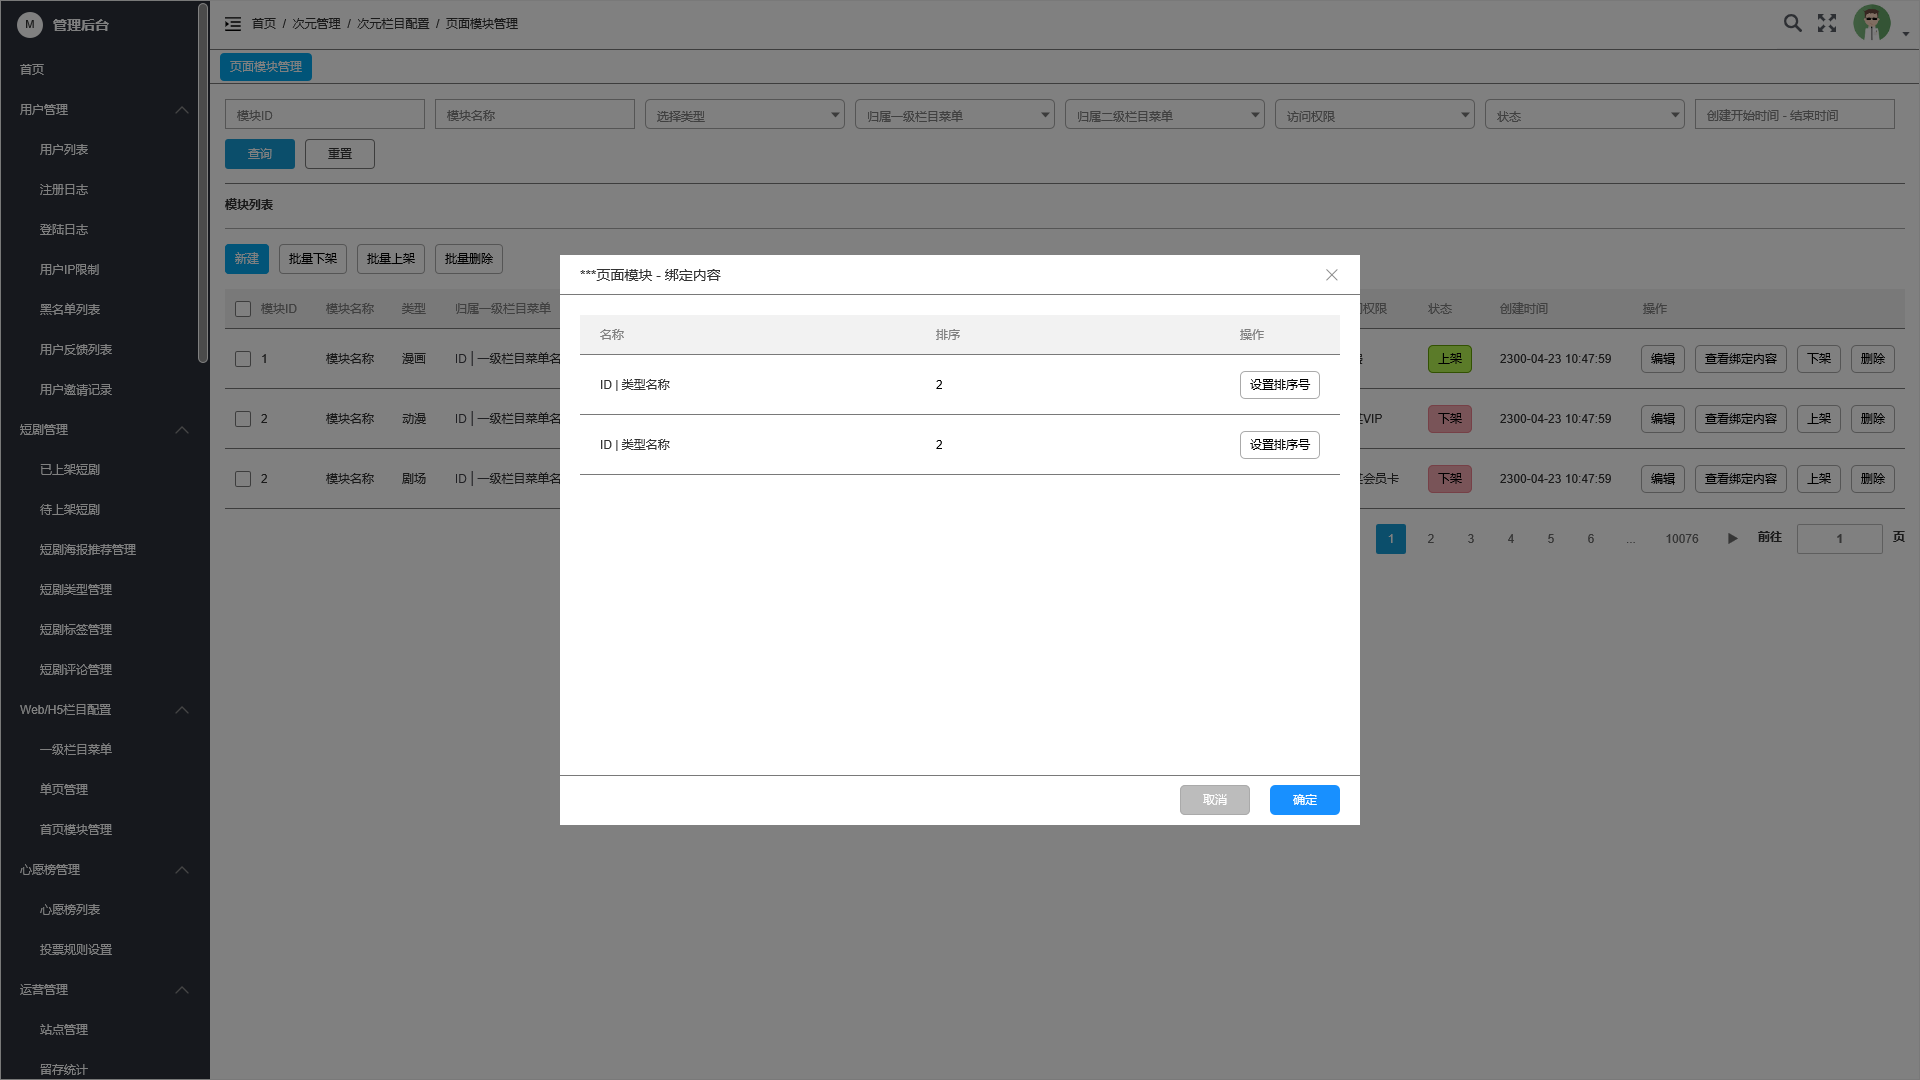 M 管理后台
首页
用户管理
用户列表
注册日志
登陆日志
用户IP限制
黑名单列表
用户反馈列表
用户邀请记录
短剧管理
已上架短剧
待上架短剧
短剧海报推荐管理
短剧类型管理
短剧标签管理
短剧评论管理
Web/H5栏目配置
一级栏目菜单
单页管理
首页模块管理
心愿榜管理
心愿榜列表
投票规则设置
运营管理
站点管理
留存统计
首页 / 次元管理 / 次元栏目配置 / 页面模块管理
页面模块管理
模块ID 模块名称 选择类型 归属一级栏目菜单 归属二级栏目菜单 访问权限 状态 创建开始时间 - 结束时间
查询 重置
模块列表
新建 批量下架 批量上架 批量删除
模块ID 模块名称 类型 归属一级栏目菜单 权限 状态 创建时间 操作
1 模块名称 漫画 ID | 一级栏目菜单名 上架 2300-04-23 10:47:59 编辑 查看绑定内容 下架 删除
2 模块名称 动漫 ID | 一级栏目菜单名 VIP 下架 2300-04-23 10:47:59 编辑 查看绑定内容 上架 删除
2 模块名称 剧场 ID | 一级栏目菜单名 会员卡 下架 2300-04-23 10:47:59 编辑 查看绑定内容 上架 删除
1 2 3 4 5 6 ... 10076 前往 1 页
***页面模块 - 绑定内容
名称 排序 操作
ID | 类型名称 2 设置排序号
ID | 类型名称 2 设置排序号
取消 确定